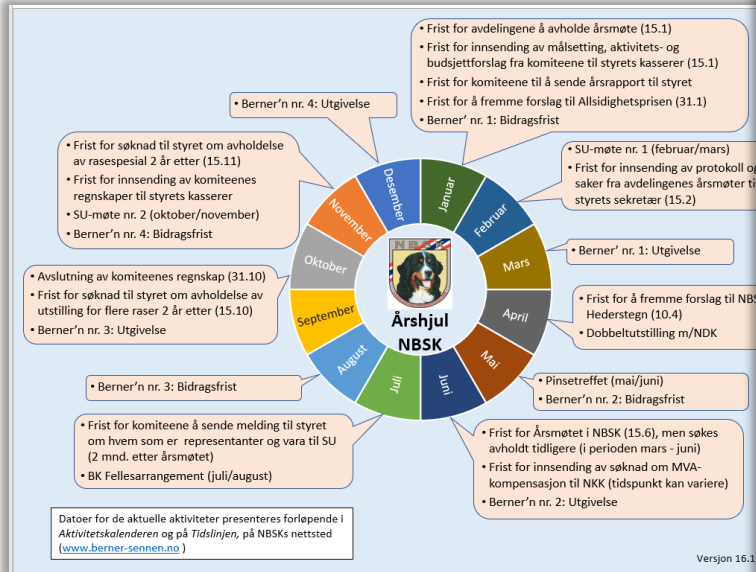 • Frist for avdelingene å avholde årsmøte (15.1)
• Frist for innsending av målsetting, aktivitets- og
budsjettforslag fra komiteene til styrets kasserer (15.1)
• Frist for komiteene til å sende årsrapport til styret
• Frist for å fremme forslag til Allsidighetsprisen (31.1)
• Berner'n nr. 1: Bidragsfrist
• Berner'n nr. 4: Utgivelse
• Frist for søknad til styret om avholdelse
av rasespesial 2 år etter (15.11)
• Frist for innsending av komiteenes
regnskaper til styrets kasserer
• SU-møte nr. 2 (oktober/november)
• Berner'n nr. 4: Bidragsfrist
• SU-møte nr. 1 (februar/mars)
• Frist for innsending av protokoll
saker fra avdelingenes årsmøter
styrets sekretær (15.2)
• Berner' nr. 1: Utgivelse
• Avslutning av komiteenes regnskap (31.10)
• Frist for søknad til styret om avholdelse av
utstilling for flere raser 2 år etter (15.10)
• Berner'n nr. 3: Utgivelse
• Frist for å fremme forslag til
Hederstegn (10.4)
• Dobbeltutstilling m/NDK
• Berner'n nr. 3: Bidragsfrist
• Pinsetreffet (mai/juni)
• Berner'n nr. 2: Bidragsfrist
• Frist for komiteene å sende melding til styret
om hvem som er representanter og vara til SU
(2 mnd. etter årsmøtet)
• BK Fellesarrangement (juli/august)
• Frist for Årsmøtet i NBSK (15.6), men søkes
avholdt tidligere (i perioden mars - juni)
• Frist for innsending av søknad om MVA-
kompensasjon til NKK (tidspunkt kan variere)
• Berner'n nr. 2: Utgivelse
Januar
Februar
Mars
April
Mai
Juni
Juli
August
September
Oktober
November
Desember
NBSK
Årshjul
NBSK
Datoer for de aktuelle aktiviteter presenteres forløpende i
Aktivitetskalenderen og på Tidslinjen, på NBSKs nettsted
(www.berner-sennen.no )
Versjon 16.1